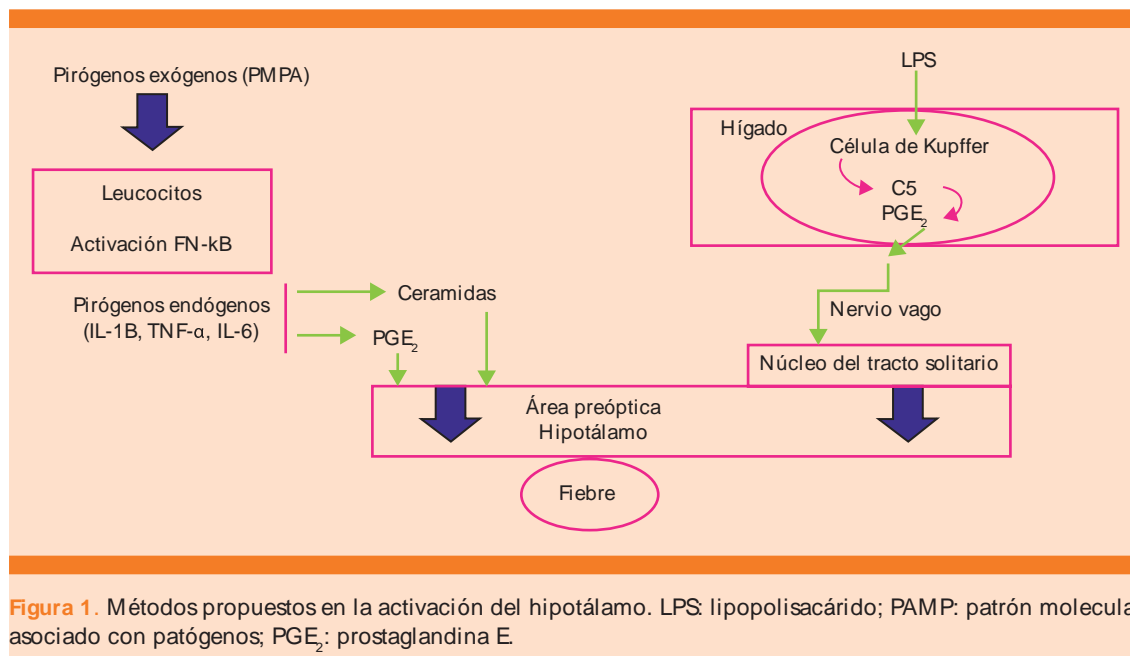 Pirógenos exógenos (PMPA)
Leucocitos
Activación FN-kB
Pirógenos endógenos
(IL-1B, TNF-α, IL-6)
Ceramidas
PGE₂
LPS
Hígado
Célula de Kupffer
C5
PGE₂
Nervio vago
Núcleo del tracto solitario
Área preóptica
Hipotálamo
Fiebre
Figura 1. Métodos propuestos en la activación del hipotálamo. LPS: lipopolisacárido; PAMP: patrón molecula
asociado con patógenos; PGE₂: prostaglandina E.